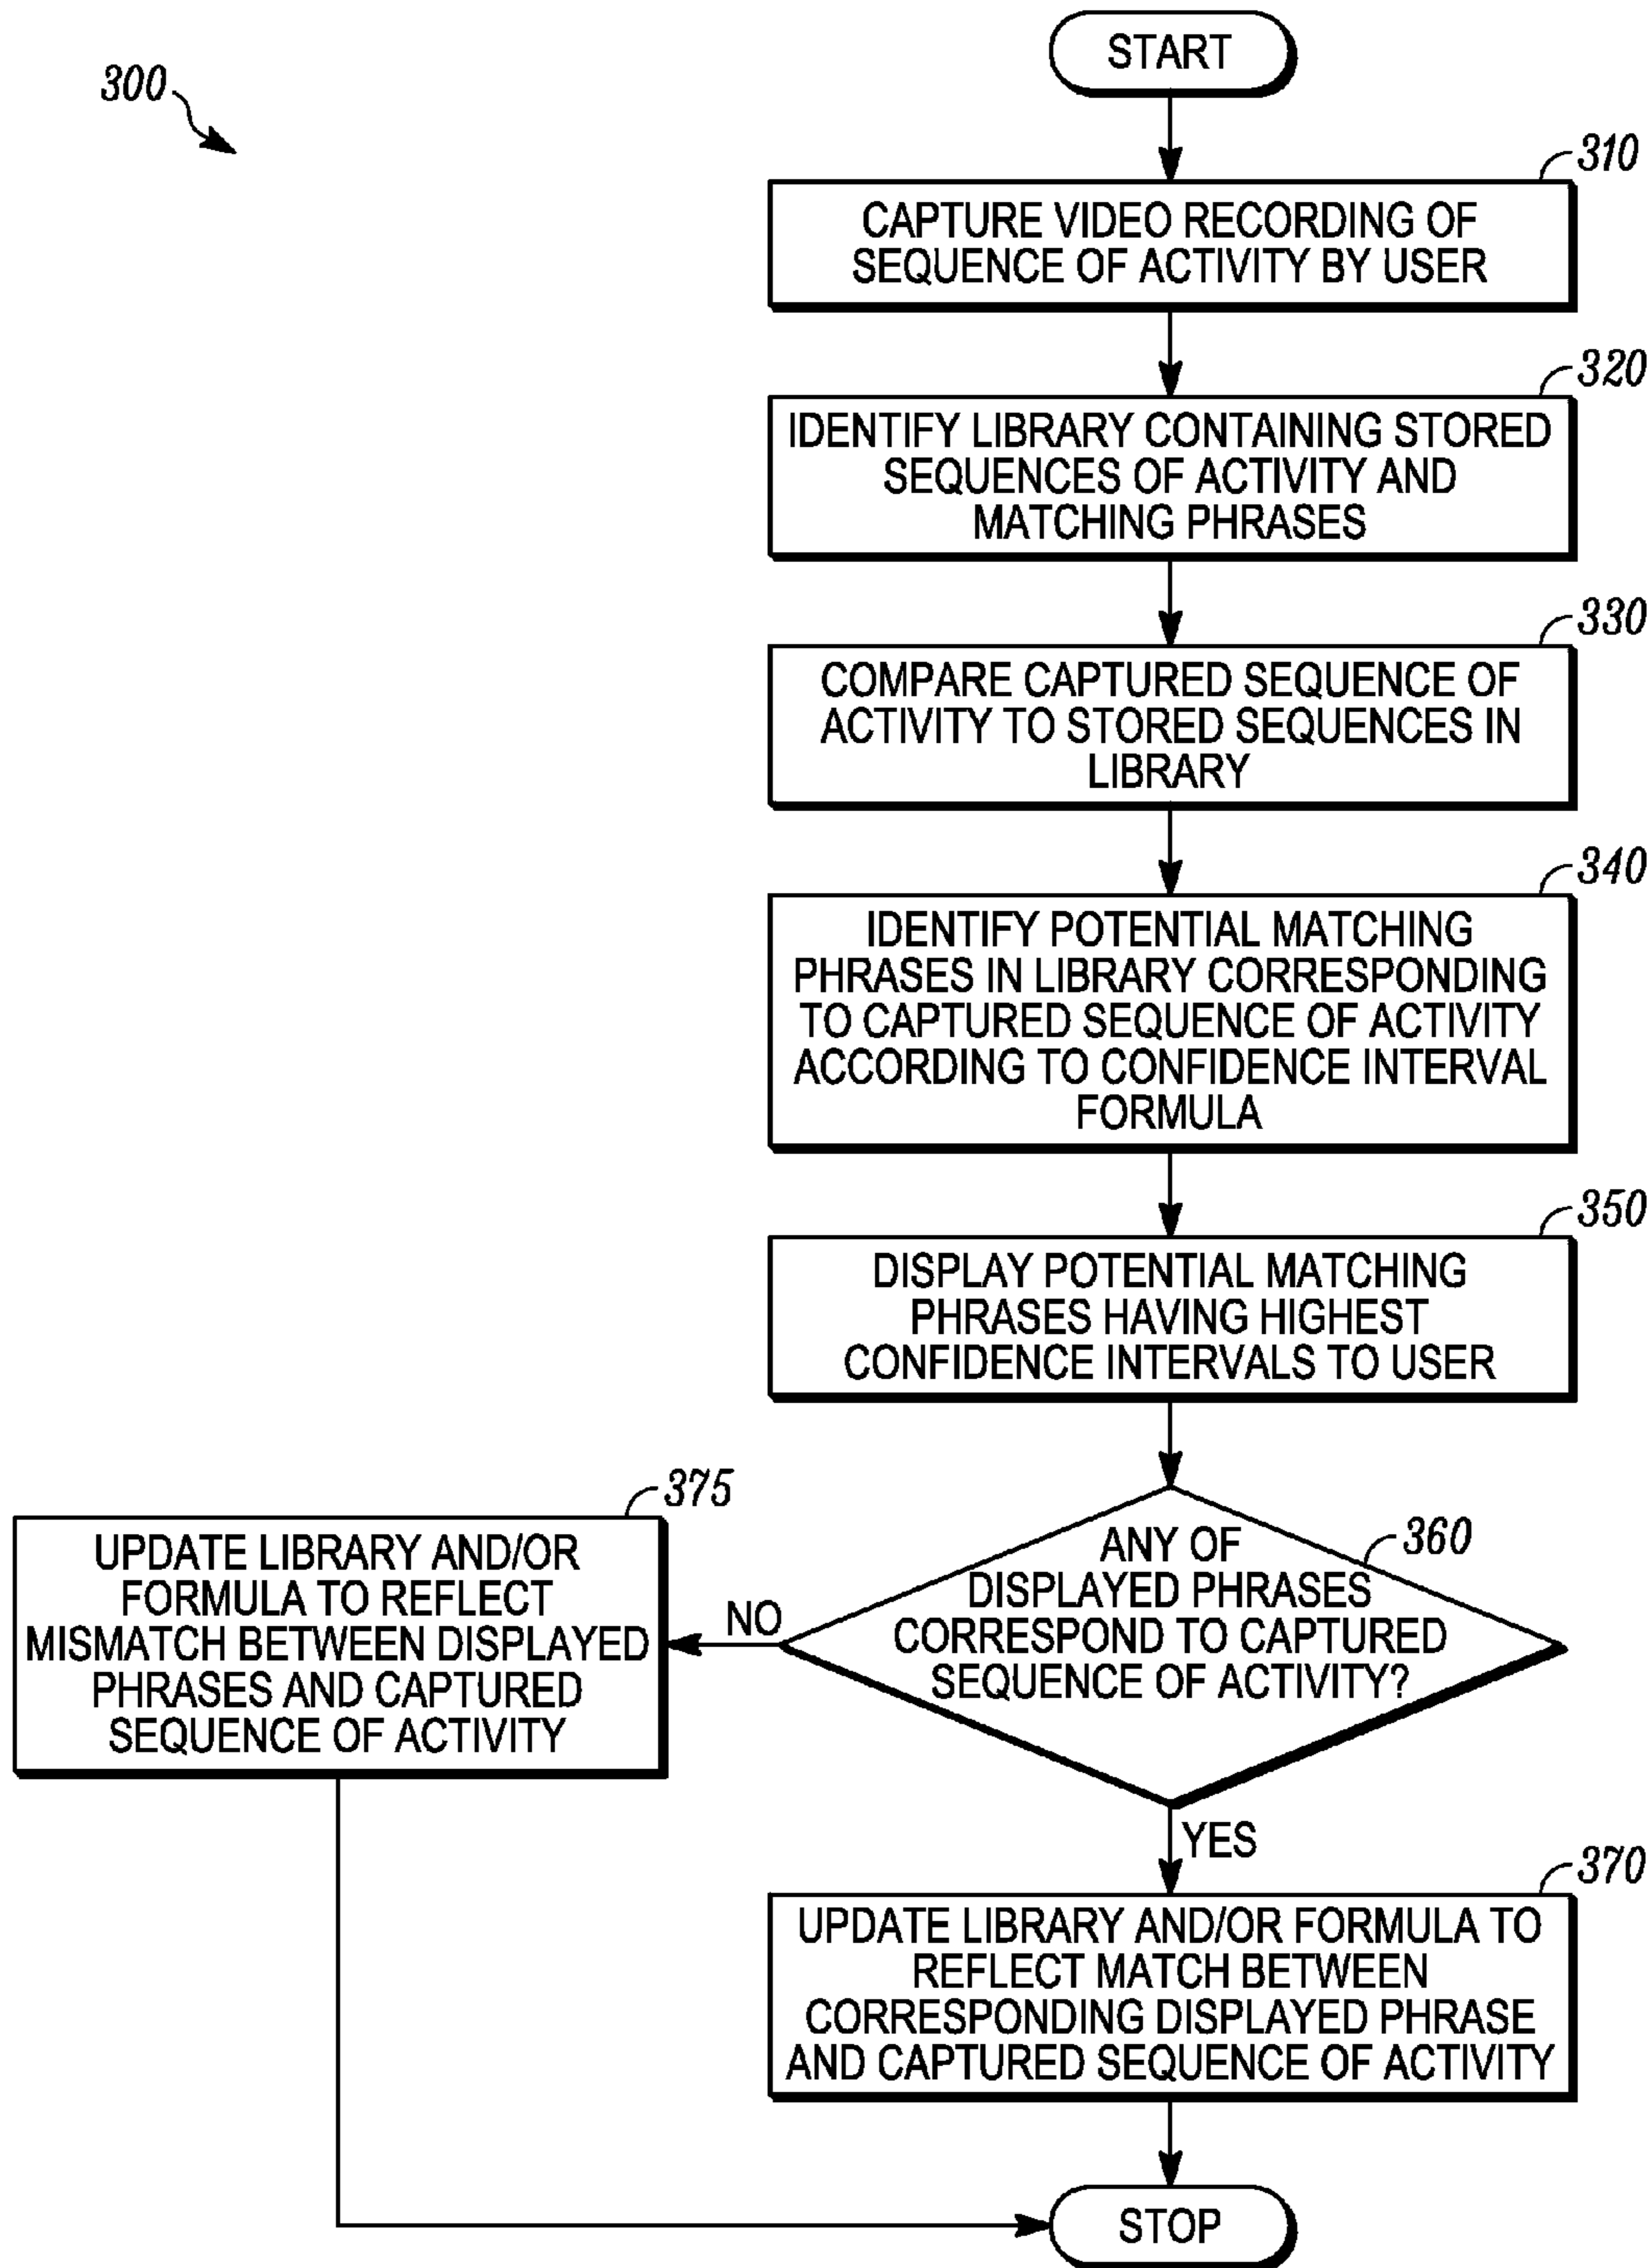 START
300
310
CAPTURE VIDEO RECORDING OF
SEQUENCE OF ACTIVITY BY USER
320
IDENTIFY LIBRARY CONTAINING STORED
SEQUENCES OF ACTIVITY AND
MATCHING PHRASES
330
COMPARE CAPTURED SEQUENCE OF
ACTIVITY TO STORED SEQUENCES IN
LIBRARY
340
IDENTIFY POTENTIAL MATCHING
PHRASES IN LIBRARY CORRESPONDING
TO CAPTURED SEQUENCE OF ACTIVITY
ACCORDING TO CONFIDENCE INTERVAL
FORMULA
350
DISPLAY POTENTIAL MATCHING
PHRASES HAVING HIGHEST
CONFIDENCE INTERVALS TO USER
360
ANY OF
DISPLAYED PHRASES
CORRESPOND TO CAPTURED
SEQUENCE OF ACTIVITY?
NO
375
UPDATE LIBRARY AND/OR
FORMULA TO REFLECT
MISMATCH BETWEEN DISPLAYED
PHRASES AND CAPTURED
SEQUENCE OF ACTIVITY
YES
370
UPDATE LIBRARY AND/OR FORMULA TO
REFLECT MATCH BETWEEN
CORRESPONDING DISPLAYED PHRASE
AND CAPTURED SEQUENCE OF ACTIVITY
STOP